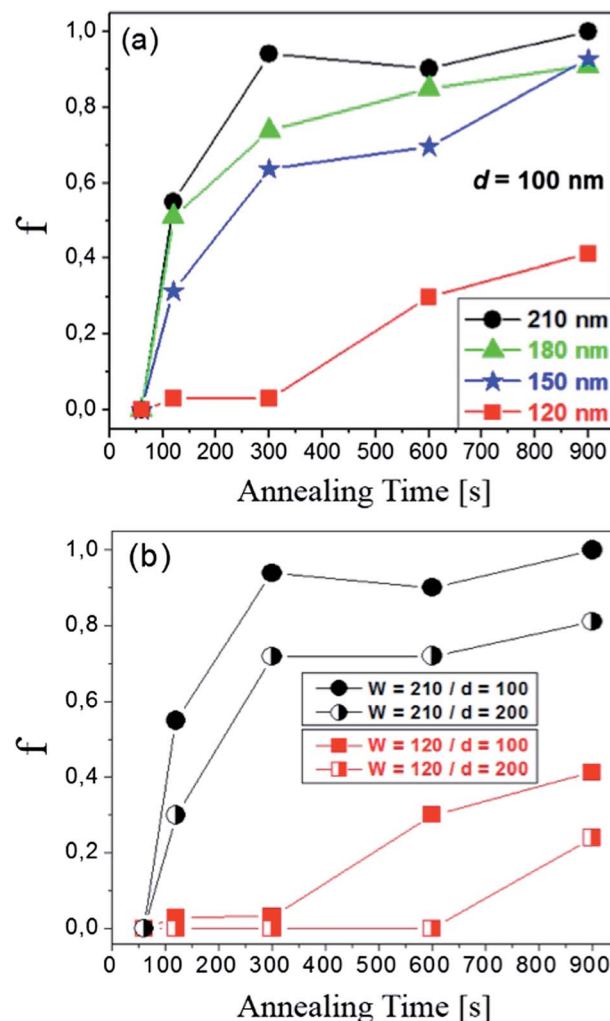 (a)
1,0
0,8
0,6
0,4
0,2
0,0
f
d = 100 nm
210 nm
180 nm
150 nm
120 nm
0 100 200 300 400 500 600 700 800 900
Annealing Time [s]
(b)
1,0
0,8
0,6
0,4
0,2
0,0
f
W = 210 / d = 100
W = 210 / d = 200
W = 120 / d = 100
W = 120 / d = 200
0 100 200 300 400 500 600 700 800 900
Annealing Time [s]